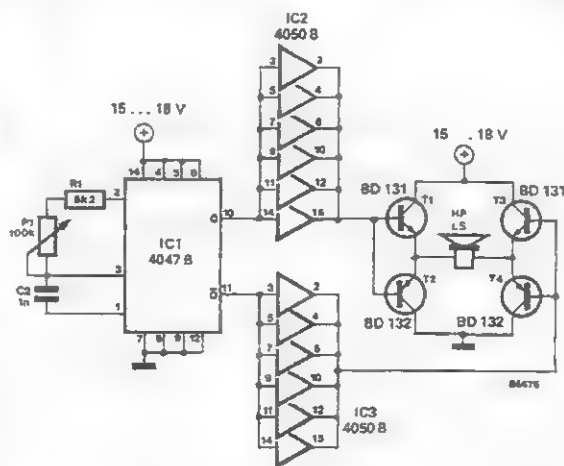 IC2
4050 B
3
2
5
4
7
6
9
10
11
12
14
15
15 ... 18 V
+
14
4
5
6
R1
8k2
2
P1
100k
3
C2
1n
1
IC1
4047 B
Q
10
Q
11
7
8
9
12
15 . 18 V
+
BD 131
T1
T3
BD 131
HP
LS
T2
T4
BD 132
BD 132
3
2
5
4
7
6
9
10
11
12
14
15
IC3
4050 B